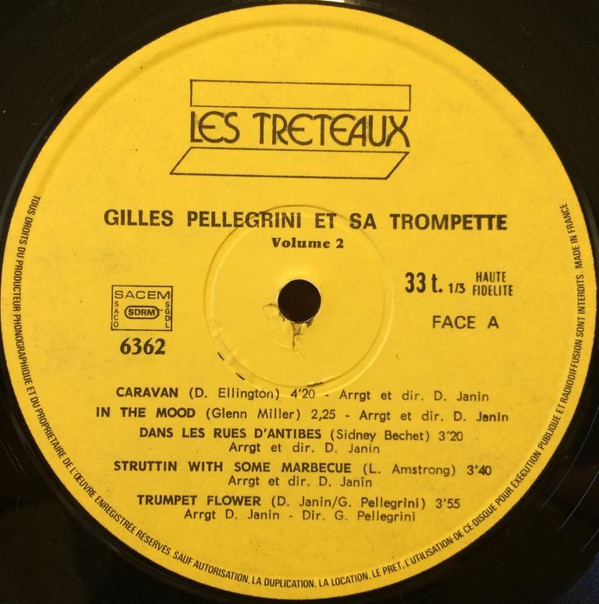 LES TRETEAUX
GILLES PELLEGRINI ET SA TROMPETTE
Volume 2
33 t. 1/3 HAUTE FIDELITE
FACE A
SACEM
SACD
SDRM
SGDL
6362
CARAVAN (D. Ellington) 4'20 - Arrgt et dir. D. Janin
IN THE MOOD (Glenn Miller) 2,25 - Arrgt et dir. D. Janin
DANS LES RUES D'ANTIBES (Sidney Bechet) 3'20
Arrgt et dir. D. Janin
STRUTTIN WITH SOME MARBECUE (L. Amstrong) 3'40
Arrgt et dir. D. Janin
TRUMPET FLOWER (D. Janin/G. Pellegrini) 3'55
Arrgt D. Janin - Dir. G. Pellegrini
TOUS DROITS DU PRODUCTEUR PHONOGRAPHIQUE ET DU PROPRIETAIRE DE L'ŒUVRE ENREGISTREE RESERVES. SAUF AUTORISATION, LA DUPLICATION, LA LOCATION, LE PRET, L'UTILISATION DE CE DISQUE POUR EXÉCUTION PUBLIQUE ET RADIODIFFUSION SONT INTERDITS. MADE IN FRANCE